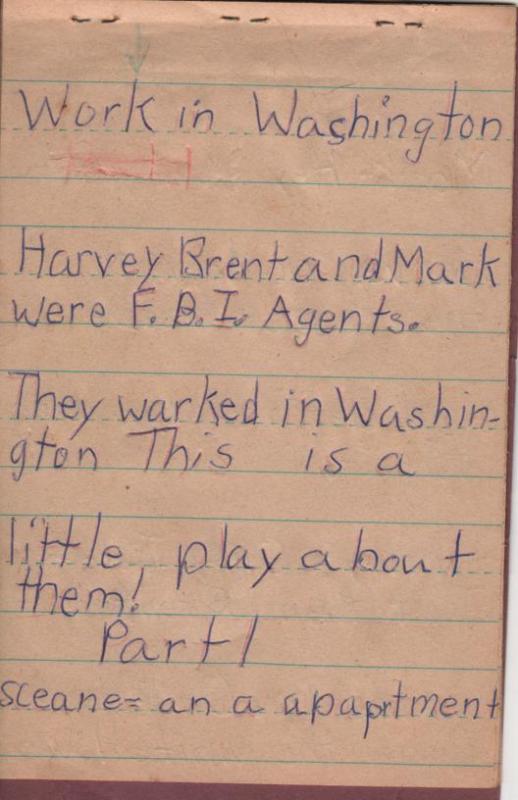 Work in Washington
Harvey Brent and Mark
were F.B.I. Agents.
They warked in Washin-
gton This is a
little play about
them!
Part 1
sceane= an a apaprtment